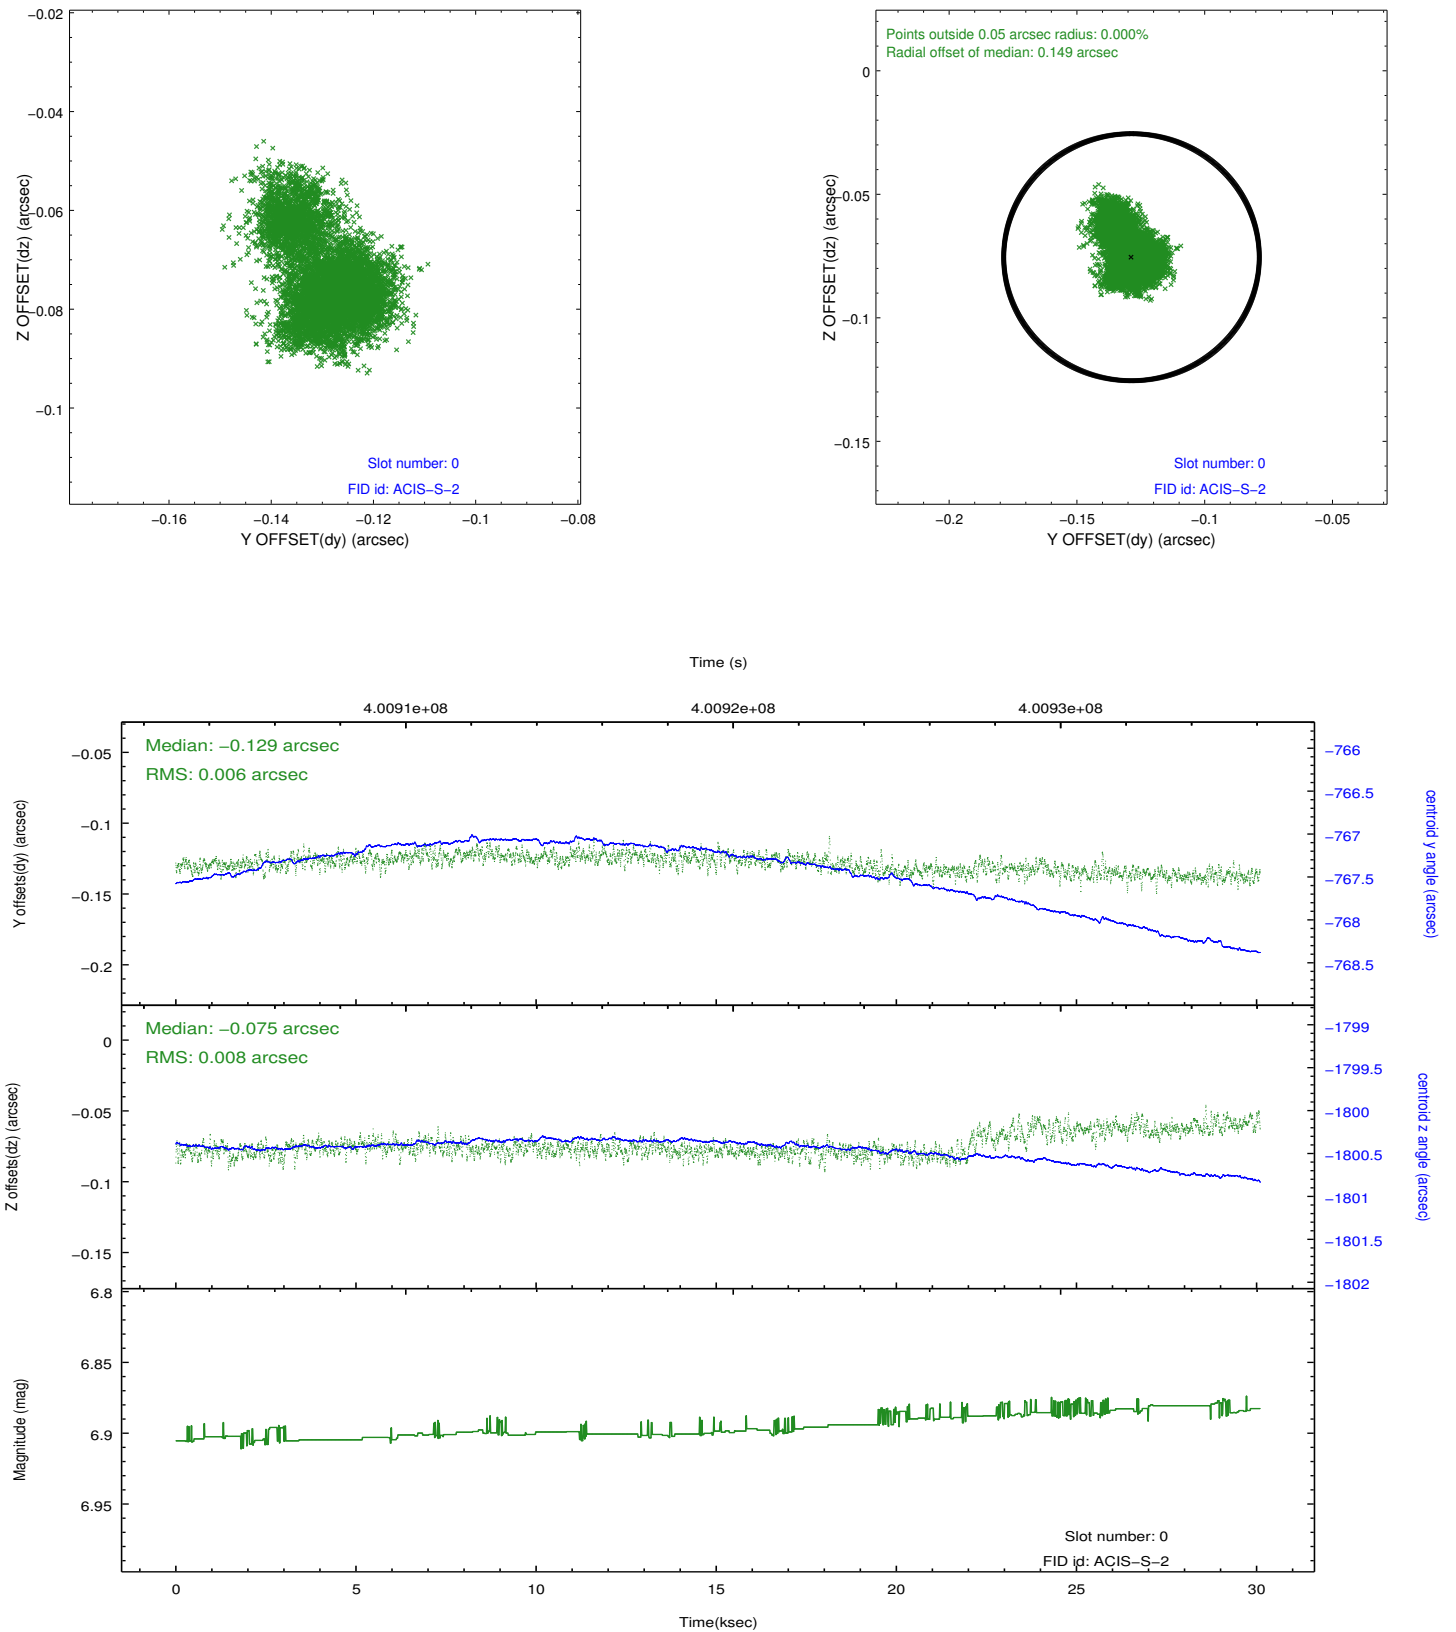 −0.02
−0.04
−0.06
−0.08
−0.1
Z OFFSET(dz) (arcsec)
Slot number: 0
FID id: ACIS−S−2
−0.16
−0.14
−0.12
−0.1
−0.08
Y OFFSET(dy) (arcsec)
Points outside 0.05 arcsec radius: 0.000%
Radial offset of median: 0.149 arcsec
0
−0.05
−0.1
−0.15
Z OFFSET(dz) (arcsec)
Slot number: 0
FID id: ACIS−S−2
−0.2
−0.15
−0.1
−0.05
Y OFFSET(dy) (arcsec)
Time (s)
4.0091e+08
4.0092e+08
4.0093e+08
Median: −0.129 arcsec
RMS: 0.006 arcsec
−0.05
−0.1
−0.15
−0.2
Y offsets(dy) (arcsec)
−766
−766.5
−767
−767.5
−768
−768.5
centroid y angle (arcsec)
Median: −0.075 arcsec
RMS: 0.008 arcsec
0
−0.05
−0.1
−0.15
Z offsets(dz) (arcsec)
−1799
−1799.5
−1800
−1800.5
−1801
−1801.5
−1802
centroid z angle (arcsec)
6.8
6.85
6.9
6.95
Magnitude (mag)
Slot number: 0
FID id: ACIS−S−2
0
5
10
15
20
25
30
Time(ksec)